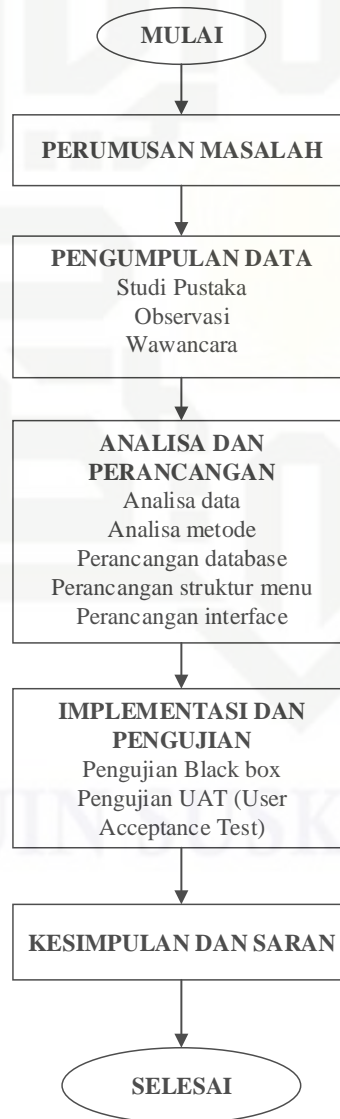 MULAI
PERUMUSAN MASALAH
PENGUMPULAN DATA
Studi Pustaka
Observasi
Wawancara
ANALISA DAN
PERANCANGAN
Analisa data
Analisa metode
Perancangan database
Perancangan struktur menu
Perancangan interface
IMPLEMENTASI DAN
PENGUJIAN
Pengujian Black box
Pengujian UAT (User
Acceptance Test)
UIN SUSK
KESIMPULAN DAN SARAN
SELESAI